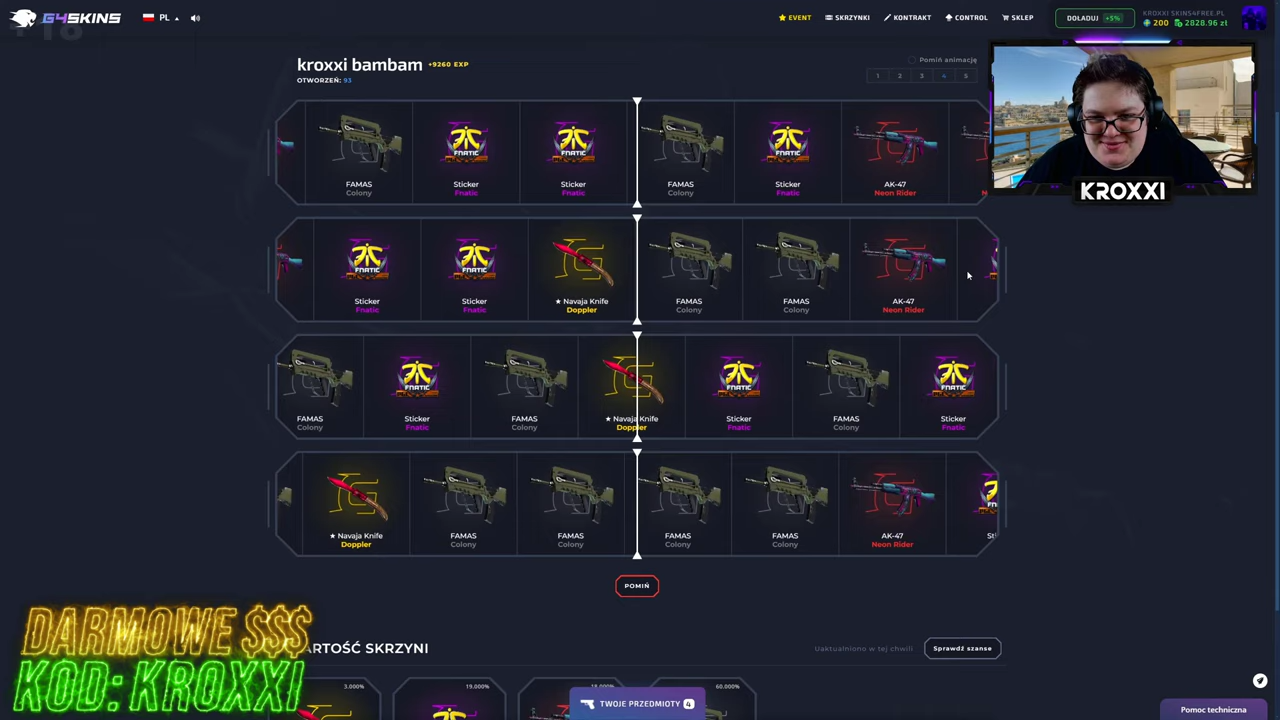 G4SKINS
PL
EVENT
SKRZYNKI
KONTRAKT
CONTROL
SKLEP
DOŁADUJ +5%
KROXXI SKINS4FREE.PL
200 2828.96 zł
+18
kroxxi bambam +9260 EXP
OTWORZEŃ: 93
Pomiń animację
1 2 3 4 5
KROXXI
FAMAS
Colony
Sticker
Fnatic
Sticker
Fnatic
FAMAS
Colony
Sticker
Fnatic
AK-47
Neon Rider
Sticker
Fnatic
Sticker
Fnatic
★ Navaja Knife
Doppler
FAMAS
Colony
FAMAS
Colony
AK-47
Neon Rider
FAMAS
Colony
Sticker
Fnatic
FAMAS
Colony
★ Navaja Knife
Doppler
Sticker
Fnatic
FAMAS
Colony
Sticker
Fnatic
★ Navaja Knife
Doppler
FAMAS
Colony
FAMAS
Colony
FAMAS
Colony
FAMAS
Colony
AK-47
Neon Rider
POMIŃ
DARMOWE $$$
KOD: KROXXI
ARTOŚĆ SKRZYNI
Uaktualniono w tej chwili
Sprawdź szanse
3.000%
19.000%
18.000%
60.000%
TWOJE PRZEDMIOTY 4
Pomoc techniczna